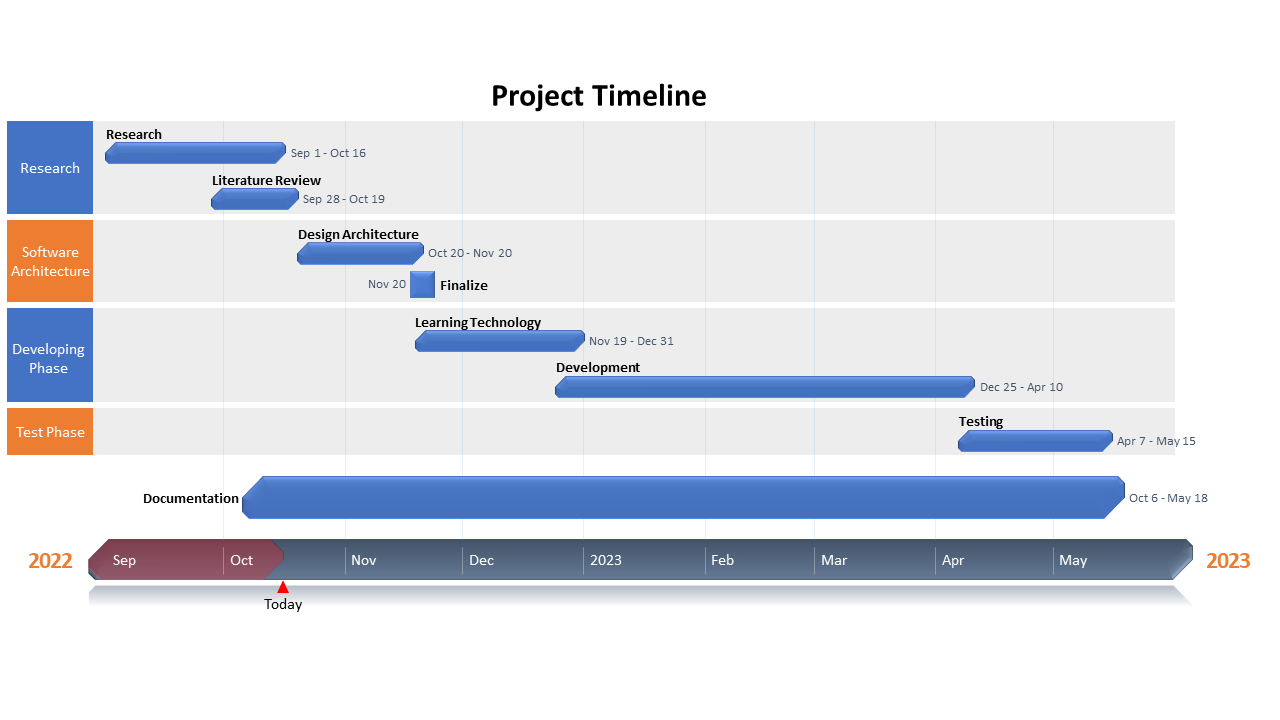 Project Timeline
Research
Research
Sep 1 - Oct 16
Literature Review
Sep 28 - Oct 19
Software
Architecture
Design Architecture
Oct 20 - Nov 20
Nov 20
Finalize
Developing
Phase
Learning Technology
Nov 19 - Dec 31
Development
Dec 25 - Apr 10
Test Phase
Testing
Apr 7 - May 15
Documentation
Oct 6 - May 18
2022 Sep Oct Nov Dec 2023 Feb Mar Apr May 2023
Today